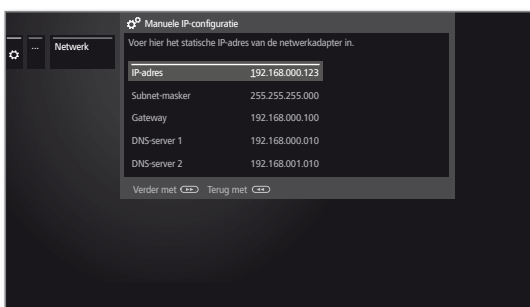 Manuele IP-configuratie
... Netwerk
Voer hier het statische IP-adres van de netwerkadapter in.
IP-adres 192.168.000.123
Subnet-masker 255.255.255.000
Gateway 192.168.000.100
DNS-server 1 192.168.000.010
DNS-server 2 192.168.001.010
Verder met Terug met